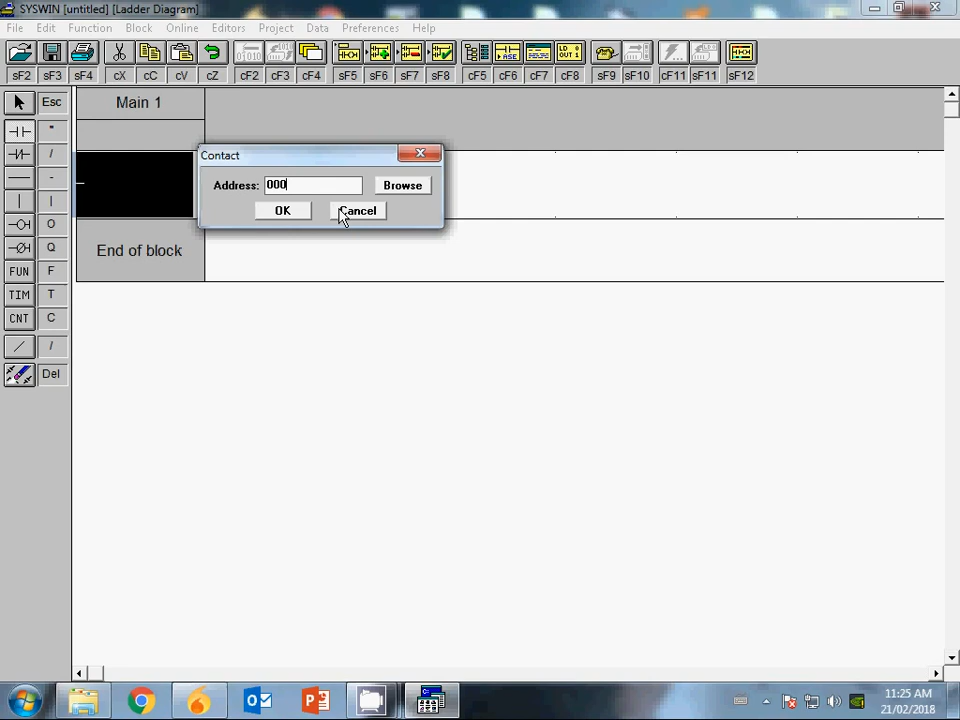 SYSWIN [untitled] [Ladder Diagram]
File Edit Function Block Online Editors Project Data Preferences Help
sF2 sF3 sF4 cX cC cV cZ cF2 cF3 cF4 sF5 sF6 sF7 sF8 cF5 cF6 cF7 cF8 sF9 sF10 cF11 sF11 sF12
Esc
"
/
-
|
O
Q
FUN F
TIM T
CNT C
/
Del
Main 1
Contact
Address: 000 Browse
OK Cancel
End of block
11:25 AM
21/02/2018